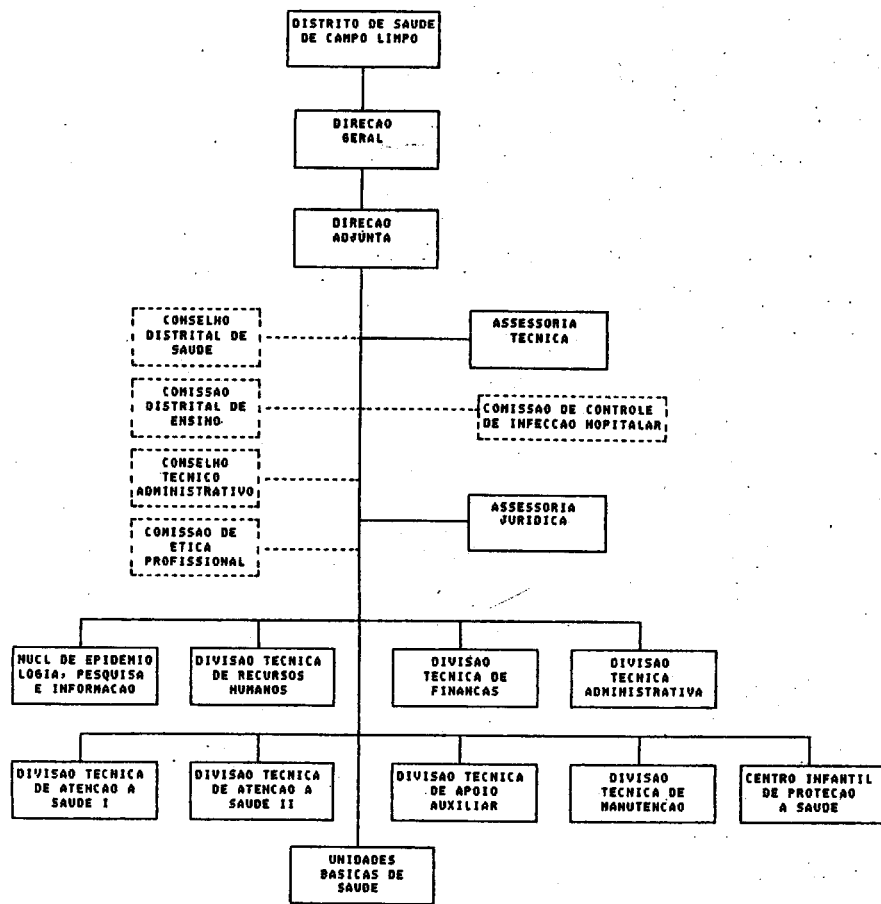 DISTRITO DE SAUDE
DE CAMPO LIMPO
DIRECAO
GERAL
DIRECAO
ADJUNTA
CONSELHO
DISTRITAL DE
SAUDE
ASSESSORIA
TECNICA
COMISSAO
DISTRITAL DE
ENSINO
COMISSAO DE CONTROLE
DE INFECCAO HOPITALAR
CONSELHO
TECNICO
ADMINISTRATIVO
ASSESSORIA
JURIDICA
COMISSAO DE
ETICA
PROFISSIONAL
NUCL DE EPIDEMIO
LOGIA, PESQUISA
E INFORMACAO
DIVISAO TECNICA
DE RECURSOS
HUMANOS
DIVISAO
TECNICA DE
FINANCAS
DIVISAO
TECNICA
ADMINISTRATIVA
DIVISAO TECNICA
DE ATENCAO A
SAUDE I
DIVISAO TECNICA
DE ATENCAO A
SAUDE II
DIVISAO TECNICA
DE APOIO
AUXILIAR
DIVISAO
TECNICA DE
MANUTENCAO
CENTRO INFANTIL
DE PROTECAO
A SAUDE
UNIDADES
BASICAS DE
SAUDE